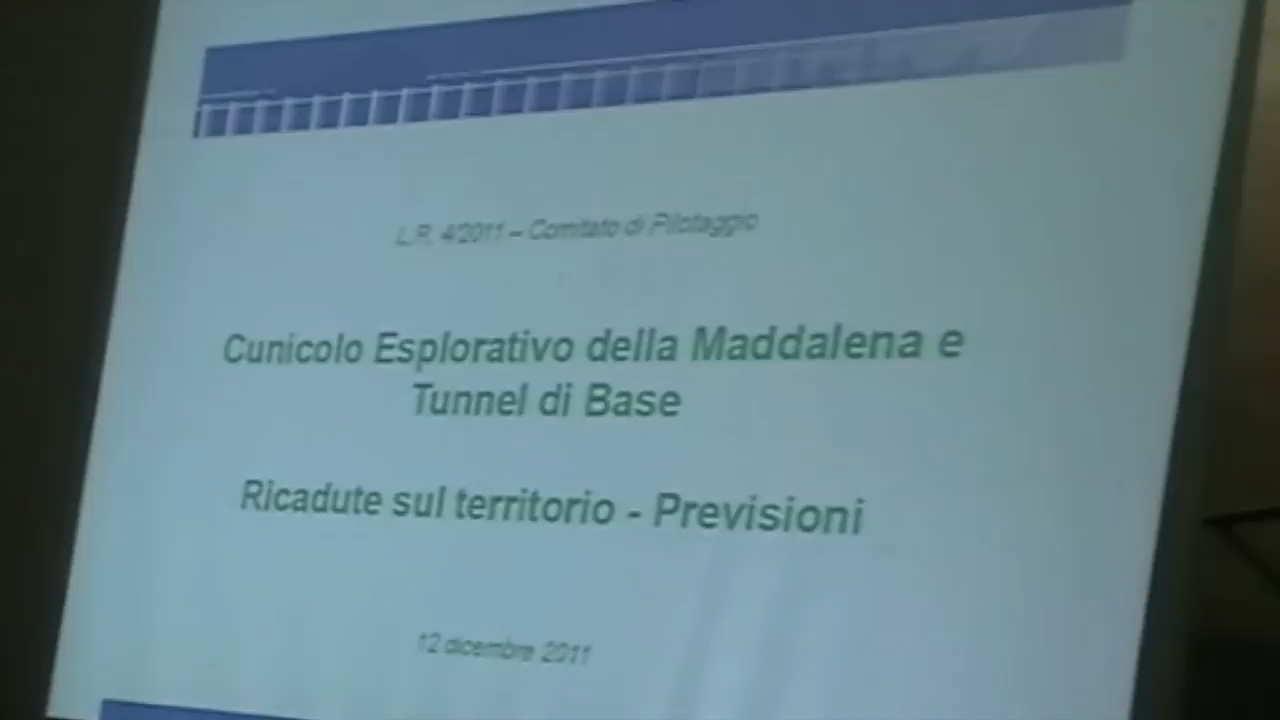 L.R. 4/2011 – Comitato di Pilotaggio
Cunicolo Esplorativo della Maddalena e
Tunnel di Base
Ricadute sul territorio - Previsioni
12 dicembre 2011